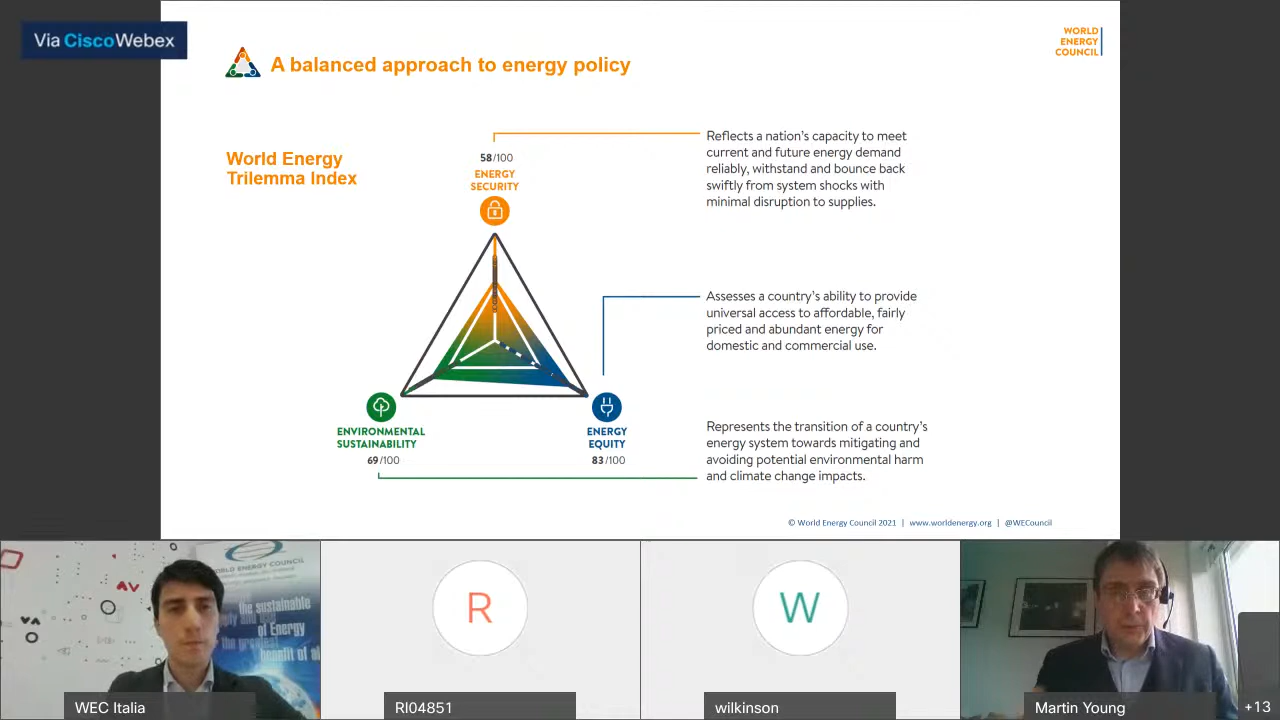 Via CiscoWebex
WORLD
ENERGY
COUNCIL
A balanced approach to energy policy
World Energy
Trilemma Index
58/100
ENERGY
SECURITY
Reflects a nation's capacity to meet
current and future energy demand
reliably, withstand and bounce back
swiftly from system shocks with
minimal disruption to supplies.
Assesses a country's ability to provide
universal access to affordable, fairly
priced and abundant energy for
domestic and commercial use.
ENVIRONMENTAL
SUSTAINABILITY
69/100
ENERGY
EQUITY
83/100
Represents the transition of a country's
energy system towards mitigating and
avoiding potential environmental harm
and climate change impacts.
© World Energy Council 2021 | www.worldenergy.org | @WECouncil
WORLD ENERGY COUNCIL
the sustainable
of Energy
the greatest
benefit of al
WEC Italia
R
RI04851
W
wilkinson
Martin Young
+13